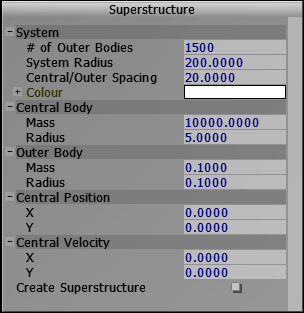 Superstructure
- System
# of Outer Bodies 1500
System Radius 200.0000
Central/Outer Spacing 20.0000
+ Colour
- Central Body
Mass 10000.0000
Radius 5.0000
- Outer Body
Mass 0.1000
Radius 0.1000
- Central Position
X 0.0000
Y 0.0000
- Central Velocity
X 0.0000
Y 0.0000
Create Superstructure